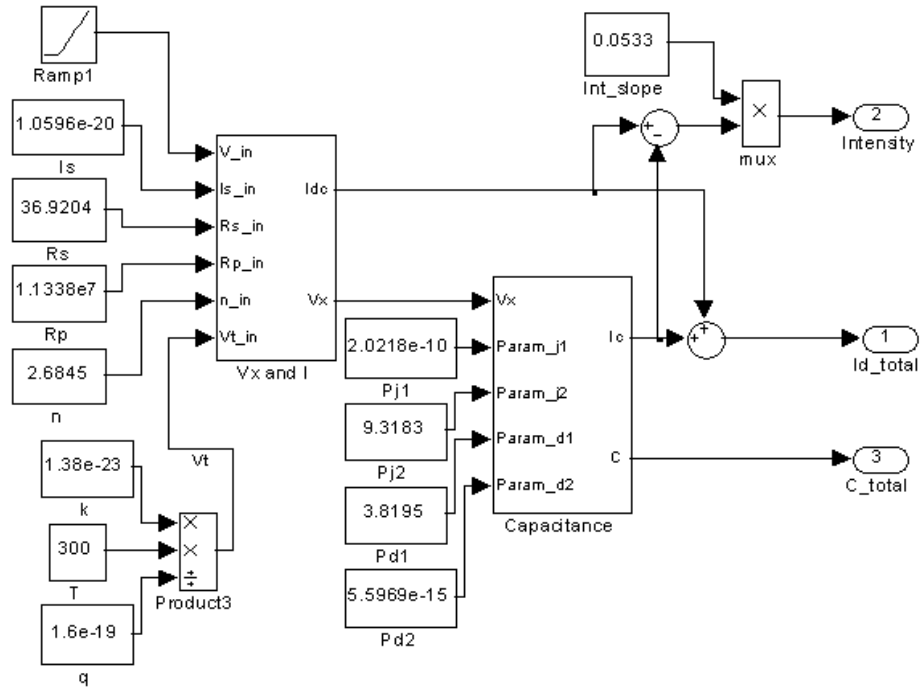 Ramp1
1.0596e-20
Is
36.9204
Rs
1.1338e7
Rp
2.6845
n
1.38e-23
k
300
T
1.6e-19
q
×
×
÷
Product3
Vt
V_in
Is_in
Rs_in
Rp_in
n_in
Vt_in
Idc
Vx
Vx and I
2.0218e-10
Pj1
9.3183
Pj2
3.8195
Pd1
5.5969e-15
Pd2
Vx
Param_j1
Param_j2
Param_d1
Param_d2
Ic
C
Capacitance
0.0533
Int_slope
+
−
×
mux
+
+
2
Intensity
1
Id_total
3
C_total